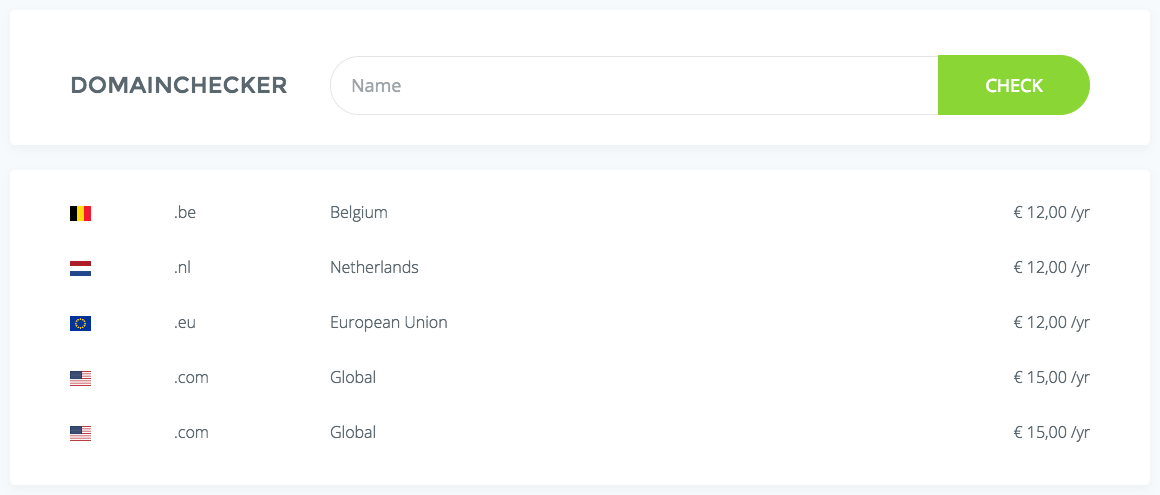 DOMAINCHECKER Name CHECK
.be Belgium € 12,00 /yr
.nl Netherlands € 12,00 /yr
.eu European Union € 12,00 /yr
.com Global € 15,00 /yr
.com Global € 15,00 /yr